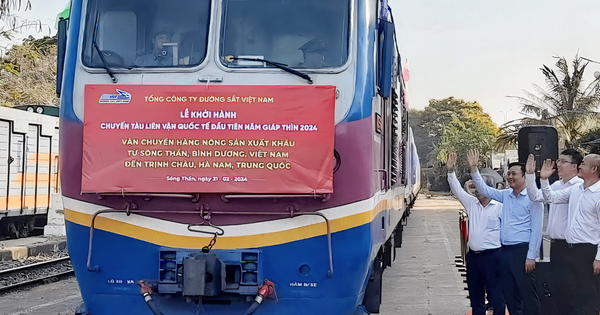 TỔNG CÔNG TY ĐƯỜNG SẮT VIỆT NAM
LỄ KHỞI HÀNH
CHUYẾN TÀU LIÊN VẬN QUỐC TẾ ĐẦU TIÊN NĂM GIÁP THÌN 2024
VẬN CHUYỂN HÀNG NÔNG SẢN XUẤT KHẨU
TỪ SÓNG THẦN, BÌNH DƯƠNG, VIỆT NAM
ĐẾN TRỊNH CHÂU, HÀ NAM, TRUNG QUỐC
Sóng Thần, ngày 21 - 02 - 2024